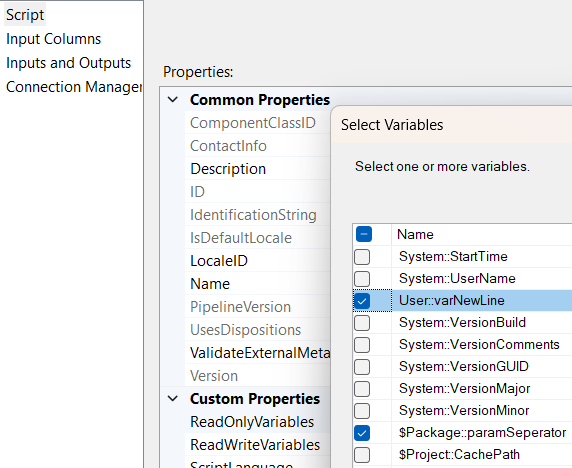 Script
Input Columns
Inputs and Outputs
Connection Manager
Properties:
Common Properties
ComponentClassID
ContactInfo
Description
ID
IdentificationString
IsDefaultLocale
LocaleID
Name
PipelineVersion
UsesDispositions
ValidateExternalMeta
Version
Custom Properties
ReadOnlyVariables
ReadWriteVariables
ScriptLanguage
Select Variables
Select one or more variables.
Name
System::StartTime
System::UserName
User::varNewLine
System::VersionBuild
System::VersionComments
System::VersionGUID
System::VersionMajor
System::VersionMinor
$Package::paramSeperator
$Project::CachePath